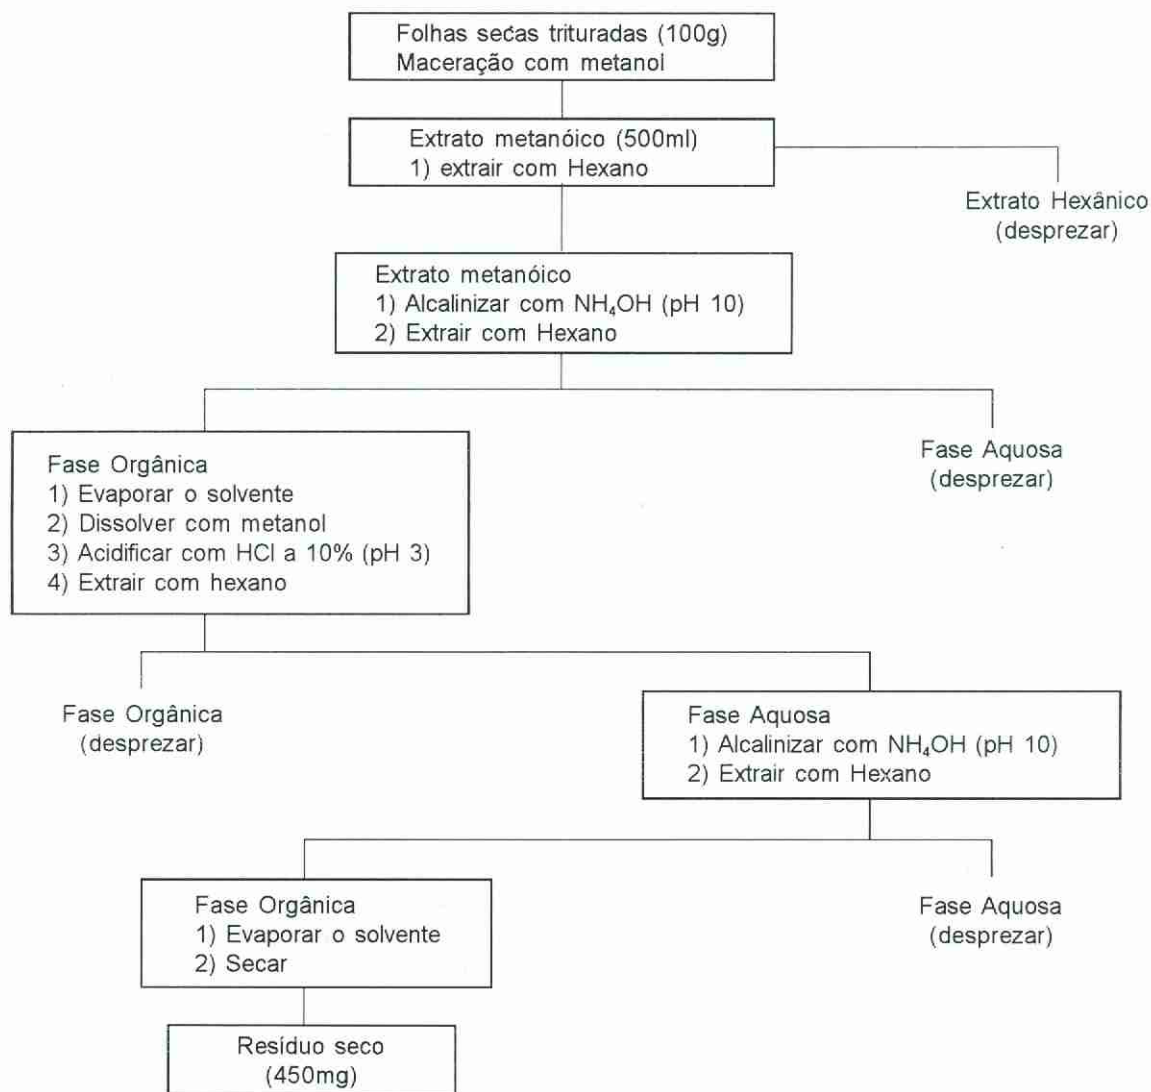 Folhas secas trituradas (100g)
Maceração com metanol
Extrato metanóico (500ml)
1) extrair com Hexano
Extrato Hexânico
(desprezar)
Extrato metanóico
1) Alcalinizar com NH₄OH (pH 10)
2) Extrair com Hexano
Fase Orgânica
1) Evaporar o solvente
2) Dissolver com metanol
3) Acidificar com HCl a 10% (pH 3)
4) Extrair com hexano
Fase Aquosa
(desprezar)
Fase Orgânica
(desprezar)
Fase Aquosa
1) Alcalinizar com NH₄OH (pH 10)
2) Extrair com Hexano
Fase Orgânica
1) Evaporar o solvente
2) Secar
Fase Aquosa
(desprezar)
Resíduo seco
(450mg)